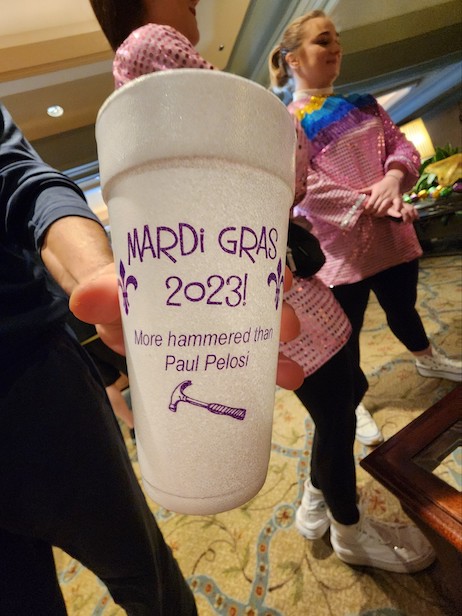 MARDi GRAS
2023!
More hammered than
Paul Pelosi